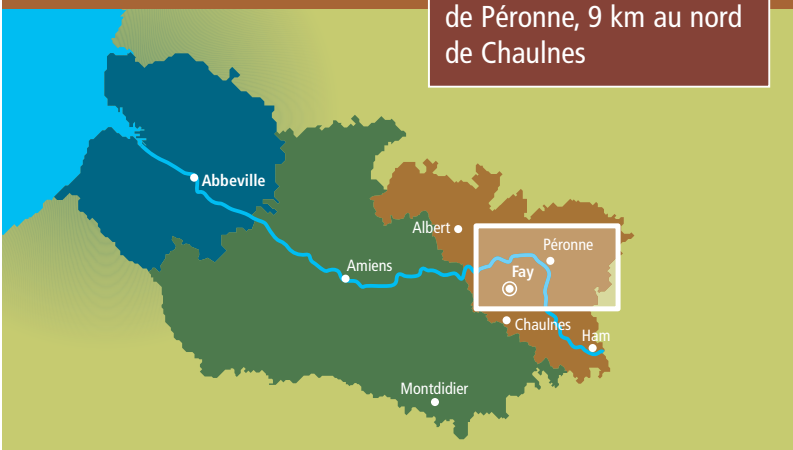 de Péronne, 9 km au nord
de Chaulnes
Abbeville
Albert
Péronne
Amiens
Fay
Chaulnes
Ham
Montdidier